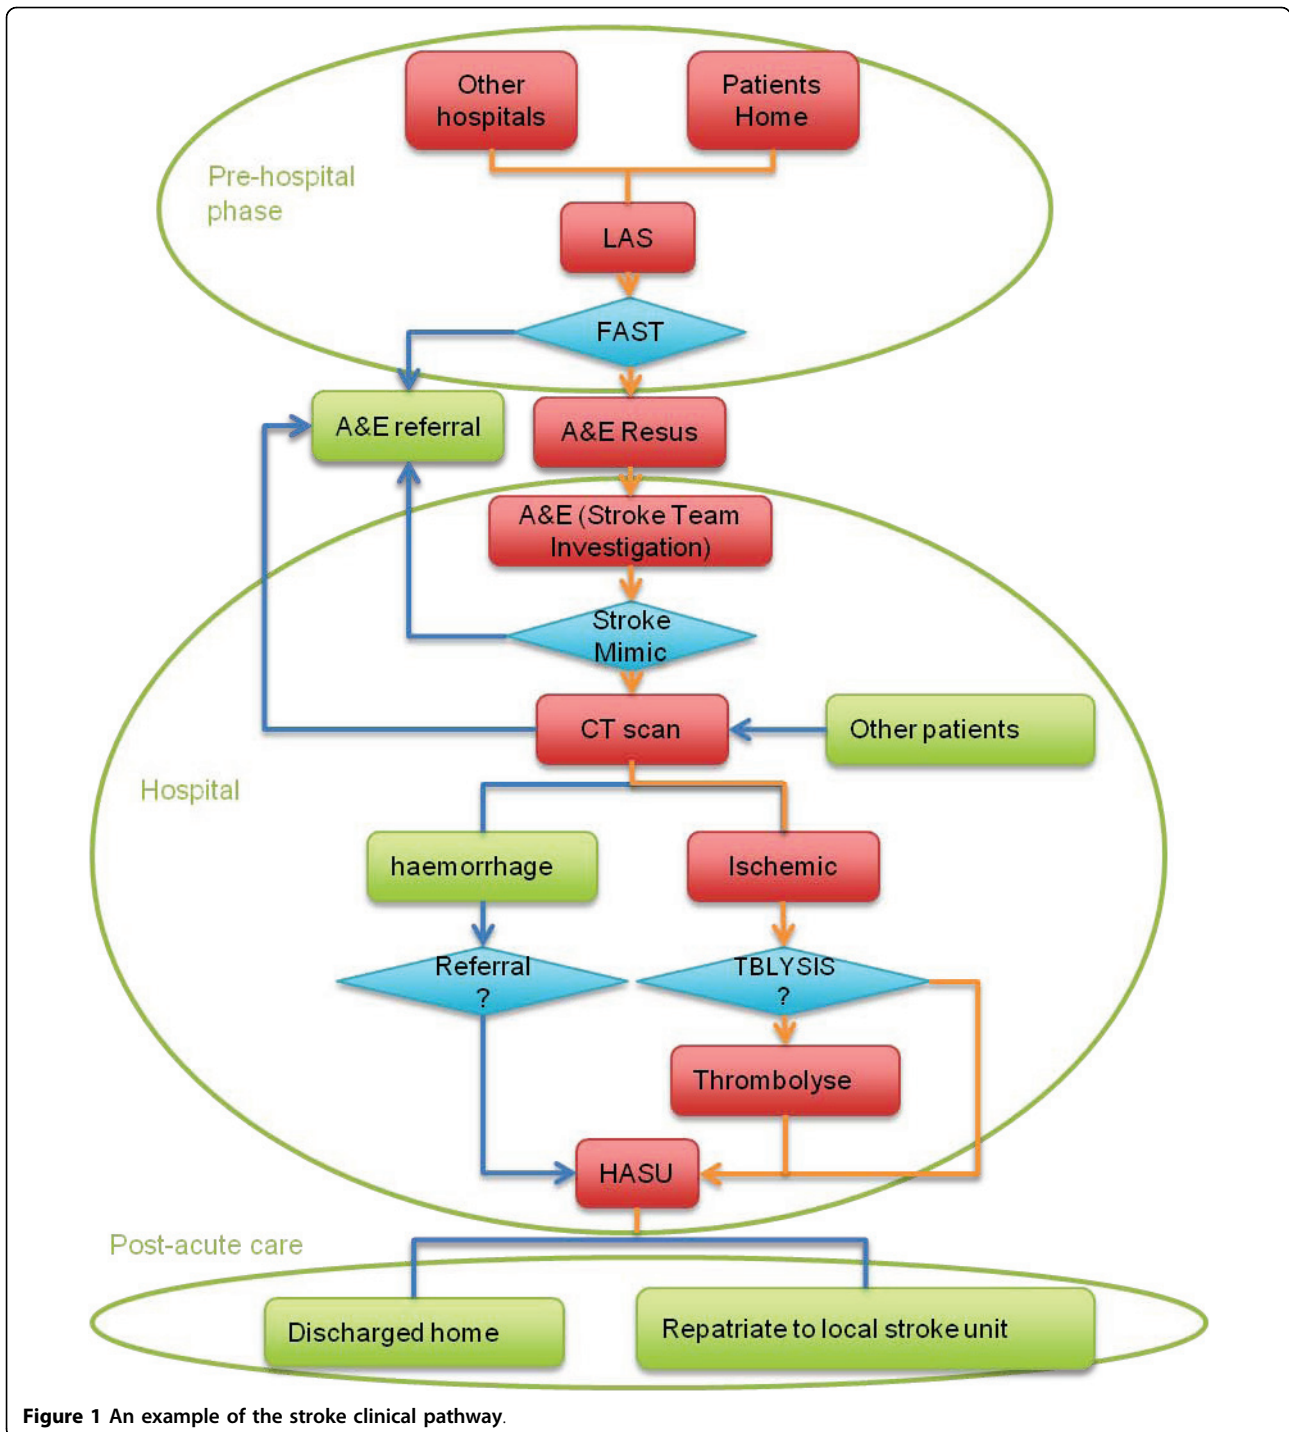 Other
hospitals
Patients
Home
Pre-hospital
phase
LAS
FAST
A&E referral
A&E Resus
A&E (Stroke Team
Investigation)
Stroke
Mimic
CT scan
Other patients
Hospital
haemorrhage
Ischemic
Referral
?
TBLYSIS
?
Thrombolyse
HASU
Post-acute care
Discharged home
Repatriate to local stroke unit
Figure 1 An example of the stroke clinical pathway.